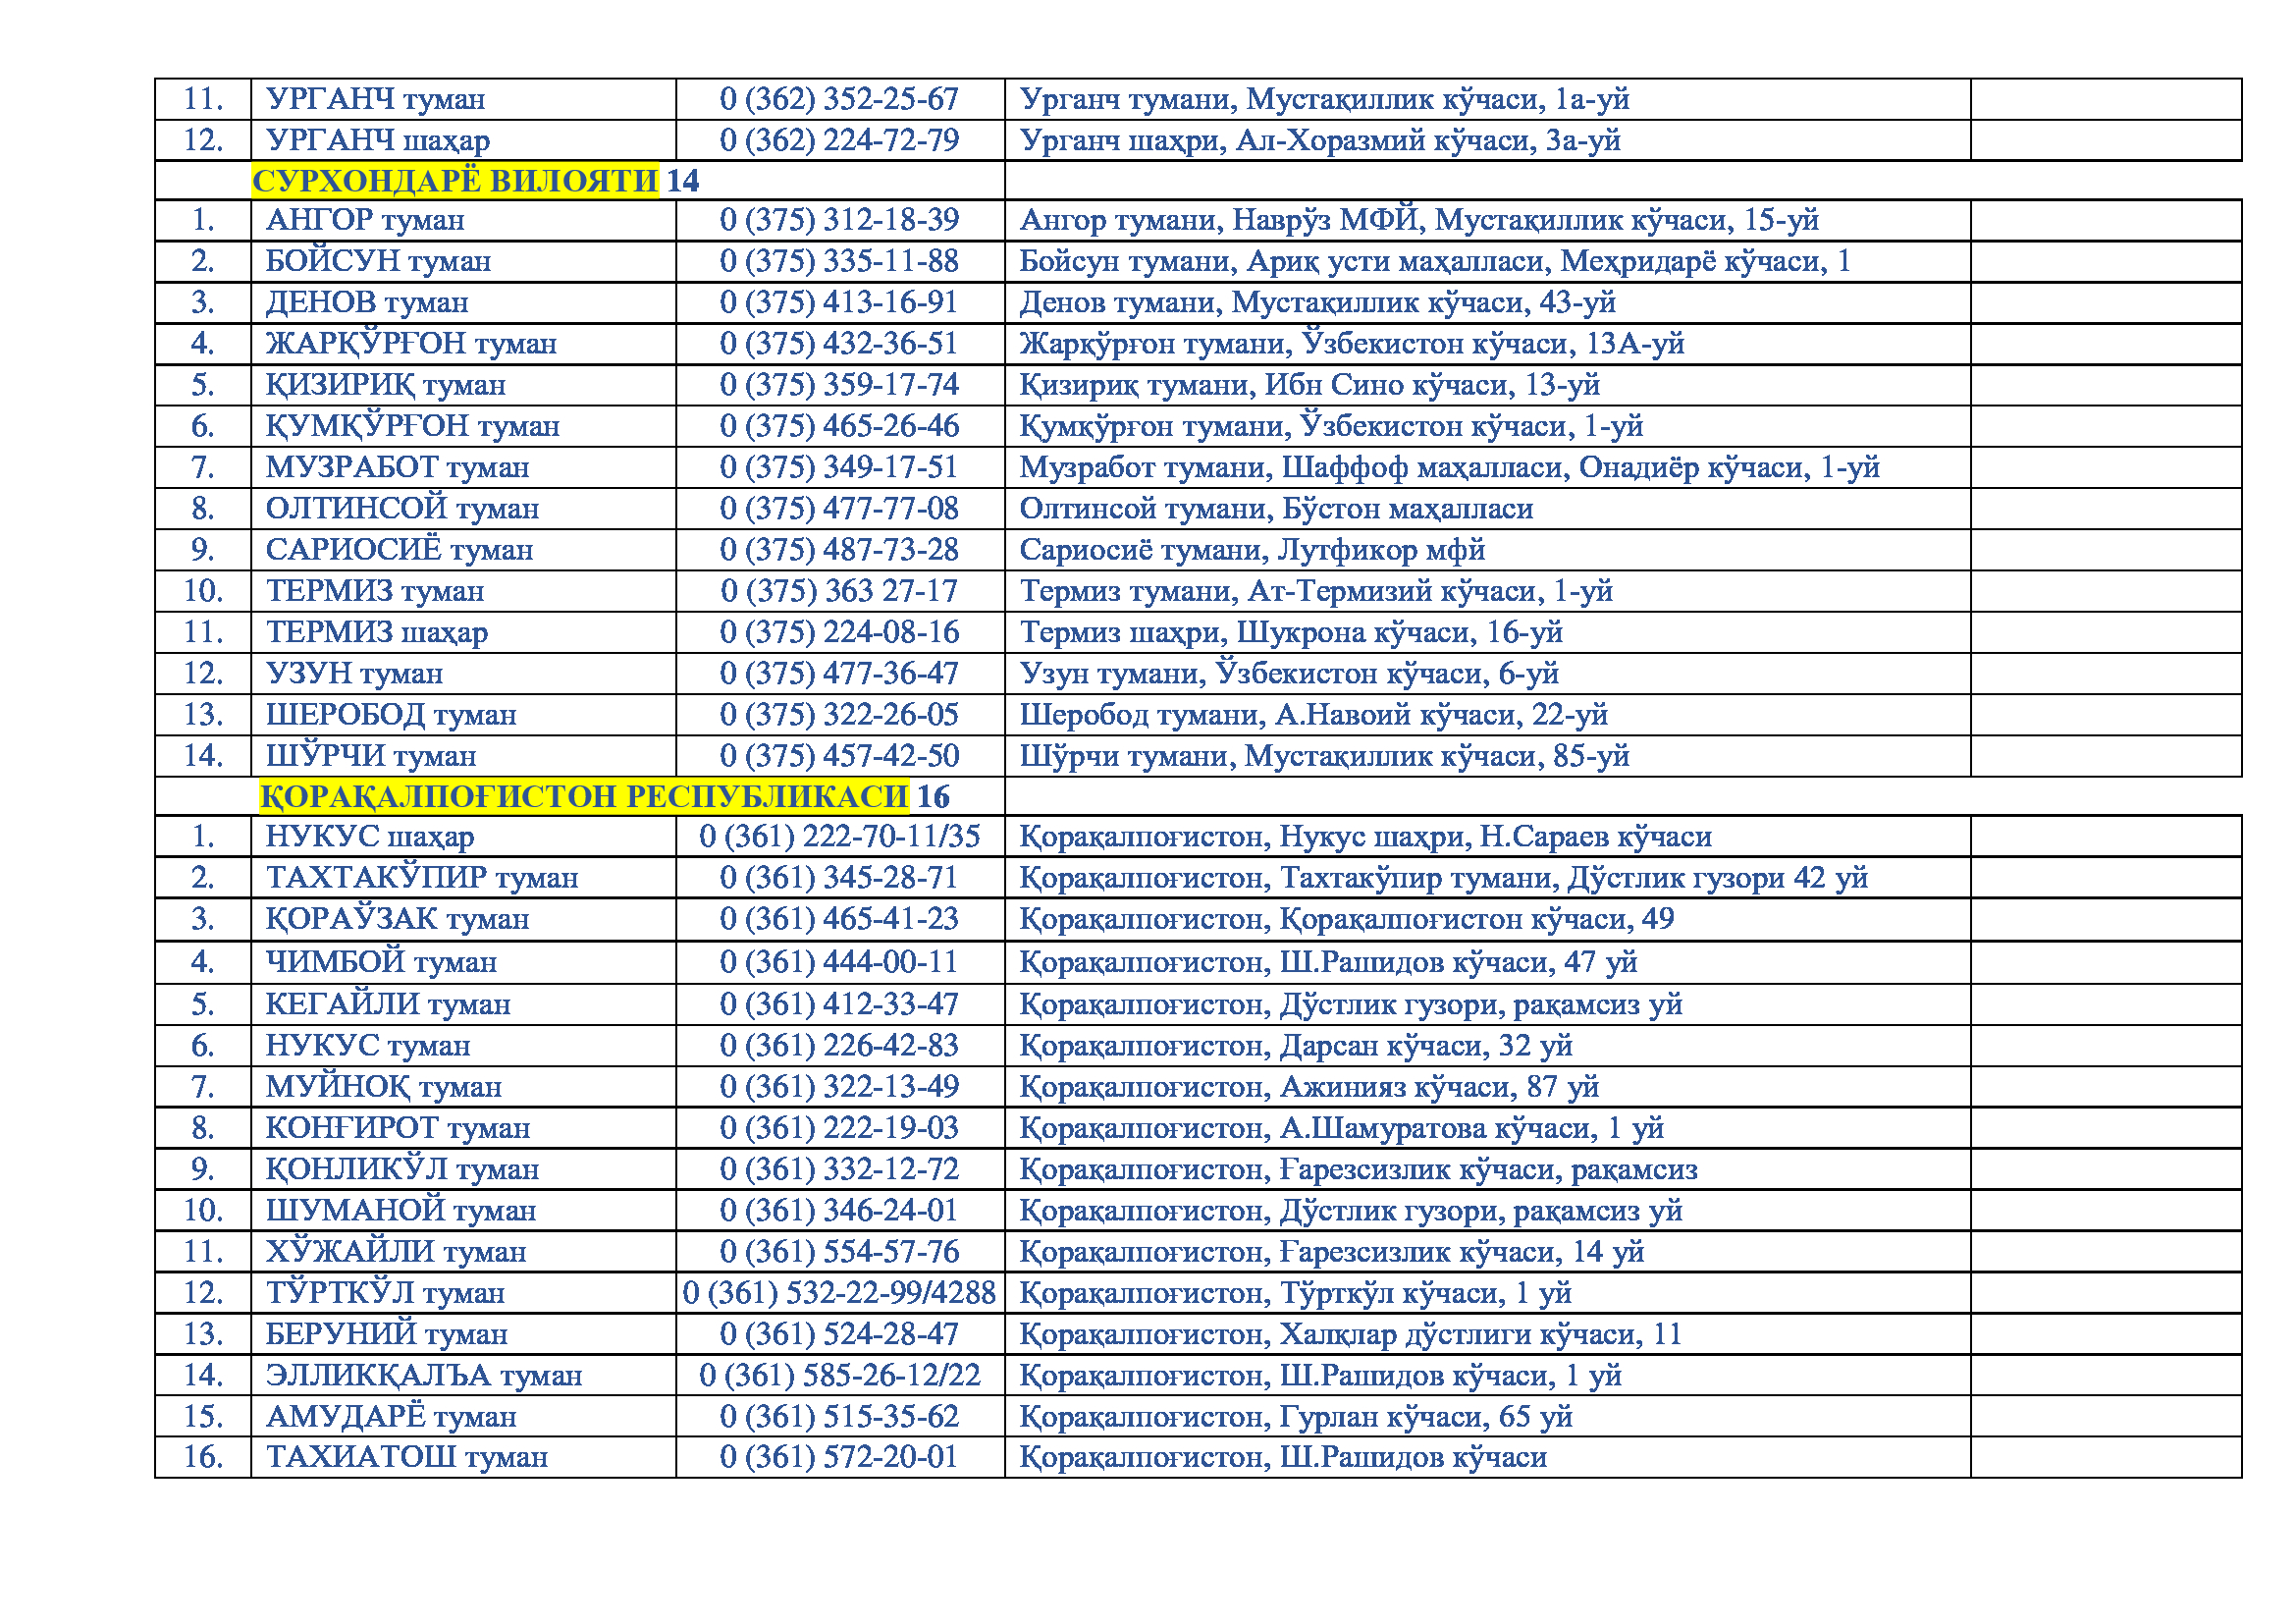 11. УРГАНЧ туман 0 (362) 352-25-67 Урганч тумани, Мустақиллик кўчаси, 1а-уй
12. УРГАНЧ шаҳар 0 (362) 224-72-79 Урганч шаҳри, Ал-Хоразмий кўчаси, 3а-уй
СУРХОНДАРЁ ВИЛОЯТИ 14
1. АНГОР туман 0 (375) 312-18-39 Ангор тумани, Наврўз МФЙ, Мустақиллик кўчаси, 15-уй
2. БОЙСУН туман 0 (375) 335-11-88 Бойсун тумани, Ариқ усти маҳалласи, Меҳридарё кўчаси, 1
3. ДЕНОВ туман 0 (375) 413-16-91 Денов тумани, Мустақиллик кўчаси, 43-уй
4. ЖАРҚЎРҒОН туман 0 (375) 432-36-51 Жарқўрғон тумани, Ўзбекистон кўчаси, 13А-уй
5. ҚИЗИРИҚ туман 0 (375) 359-17-74 Қизириқ тумани, Ибн Сино кўчаси, 13-уй
6. ҚУМҚЎРҒОН туман 0 (375) 465-26-46 Қумқўрғон тумани, Ўзбекистон кўчаси, 1-уй
7. МУЗРАБОТ туман 0 (375) 349-17-51 Музработ тумани, Шаффоф маҳалласи, Онадиёр кўчаси, 1-уй
8. ОЛТИНСОЙ туман 0 (375) 477-77-08 Олтинсой тумани, Бўстон маҳалласи
9. САРИОСИЁ туман 0 (375) 487-73-28 Сариосиё тумани, Лутфикор мфй
10. ТЕРМИЗ туман 0 (375) 363 27-17 Термиз тумани, Ат-Термизий кўчаси, 1-уй
11. ТЕРМИЗ шаҳар 0 (375) 224-08-16 Термиз шаҳри, Шукрона кўчаси, 16-уй
12. УЗУН туман 0 (375) 477-36-47 Узун тумани, Ўзбекистон кўчаси, 6-уй
13. ШЕРОБОД туман 0 (375) 322-26-05 Шеробод тумани, А.Навоий кўчаси, 22-уй
14. ШЎРЧИ туман 0 (375) 457-42-50 Шўрчи тумани, Мустақиллик кўчаси, 85-уй
ҚОРАҚАЛПОҒИСТОН РЕСПУБЛИКАСИ 16
1. НУКУС шаҳар 0 (361) 222-70-11/35 Қорақалпоғистон, Нукус шаҳри, Н.Сараев кўчаси
2. ТАХТАКЎПИР туман 0 (361) 345-28-71 Қорақалпоғистон, Тахтакўпир тумани, Дўстлик гузори 42 уй
3. ҚОРАЎЗАК туман 0 (361) 465-41-23 Қорақалпоғистон, Қорақалпоғистон кўчаси, 49
4. ЧИМБОЙ туман 0 (361) 444-00-11 Қорақалпоғистон, Ш.Рашидов кўчаси, 47 уй
5. КЕГАЙЛИ туман 0 (361) 412-33-47 Қорақалпоғистон, Дўстлик гузори, рақамсиз уй
6. НУКУС туман 0 (361) 226-42-83 Қорақалпоғистон, Дарсан кўчаси, 32 уй
7. МУЙНОҚ туман 0 (361) 322-13-49 Қорақалпоғистон, Ажинияз кўчаси, 87 уй
8. КОНҒИРОТ туман 0 (361) 222-19-03 Қорақалпоғистон, А.Шамуратова кўчаси, 1 уй
9. ҚОНЛИКЎЛ туман 0 (361) 332-12-72 Қорақалпоғистон, Ғарезсизлик кўчаси, рақамсиз
10. ШУМАНОЙ туман 0 (361) 346-24-01 Қорақалпоғистон, Дўстлик гузори, рақамсиз уй
11. ХЎЖАЙЛИ туман 0 (361) 554-57-76 Қорақалпоғистон, Ғарезсизлик кўчаси, 14 уй
12. ТЎРТКЎЛ туман 0 (361) 532-22-99/4288 Қорақалпоғистон, Тўрткўл кўчаси, 1 уй
13. БЕРУНИЙ туман 0 (361) 524-28-47 Қорақалпоғистон, Халқлар дўстлиги кўчаси, 11
14. ЭЛЛИКҚАЛЪА туман 0 (361) 585-26-12/22 Қорақалпоғистон, Ш.Рашидов кўчаси, 1 уй
15. АМУДАРЁ туман 0 (361) 515-35-62 Қорақалпоғистон, Гурлан кўчаси, 65 уй
16. ТАХИАТОШ туман 0 (361) 572-20-01 Қорақалпоғистон, Ш.Рашидов кўчаси